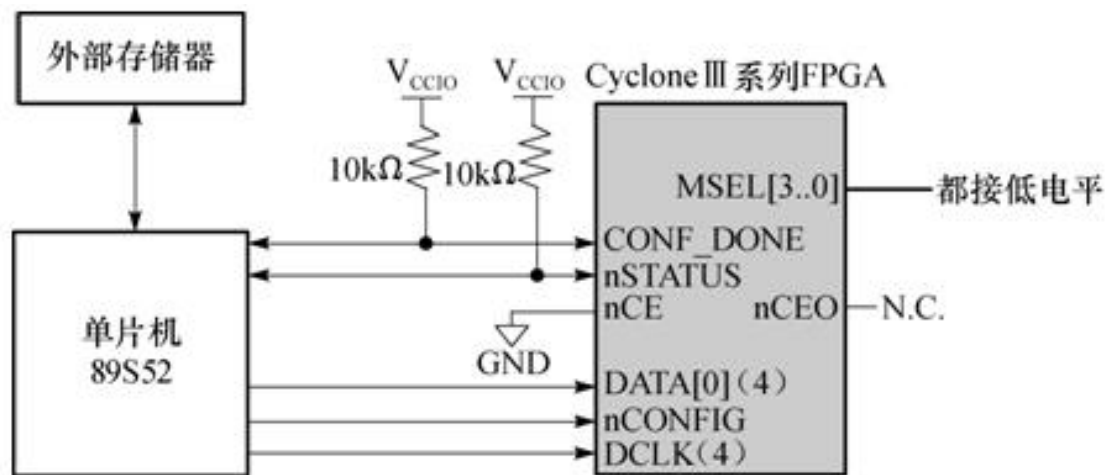 外部存储器
V_CCIO
V_CCIO
CycloneⅢ系列FPGA
10kΩ
10kΩ
MSEL[3..0]
都接低电平
CONF_DONE
nSTATUS
nCE
nCEO
N.C.
单片机
89S52
GND
DATA[0](4)
nCONFIG
DCLK(4)